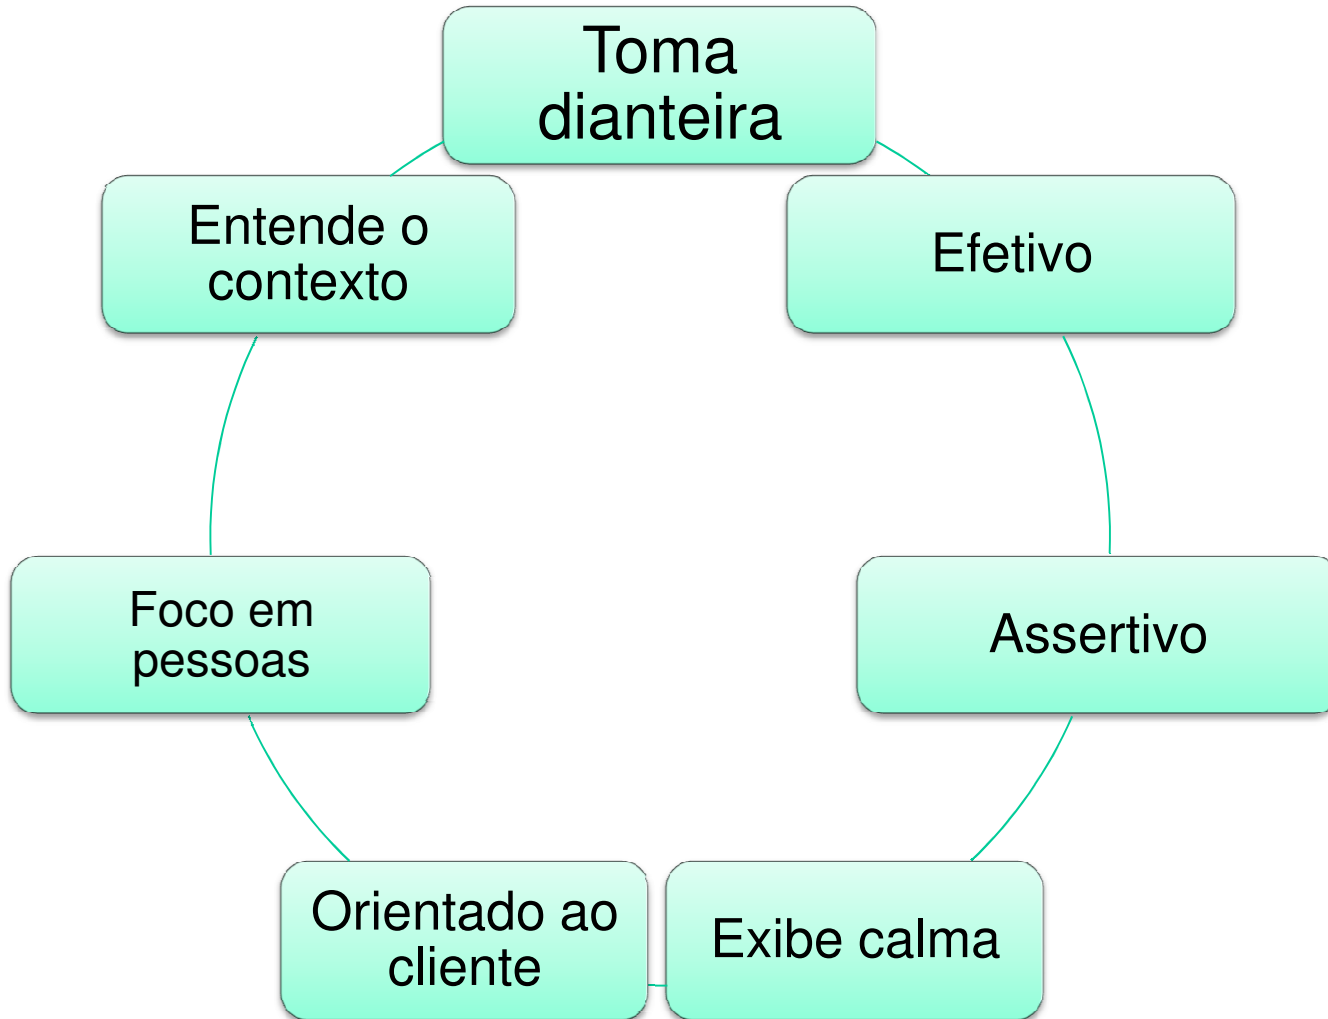 Toma
dianteira
Entende o
contexto
Efetivo
Foco em
pessoas
Assertivo
Orientado ao
cliente
Exibe calma